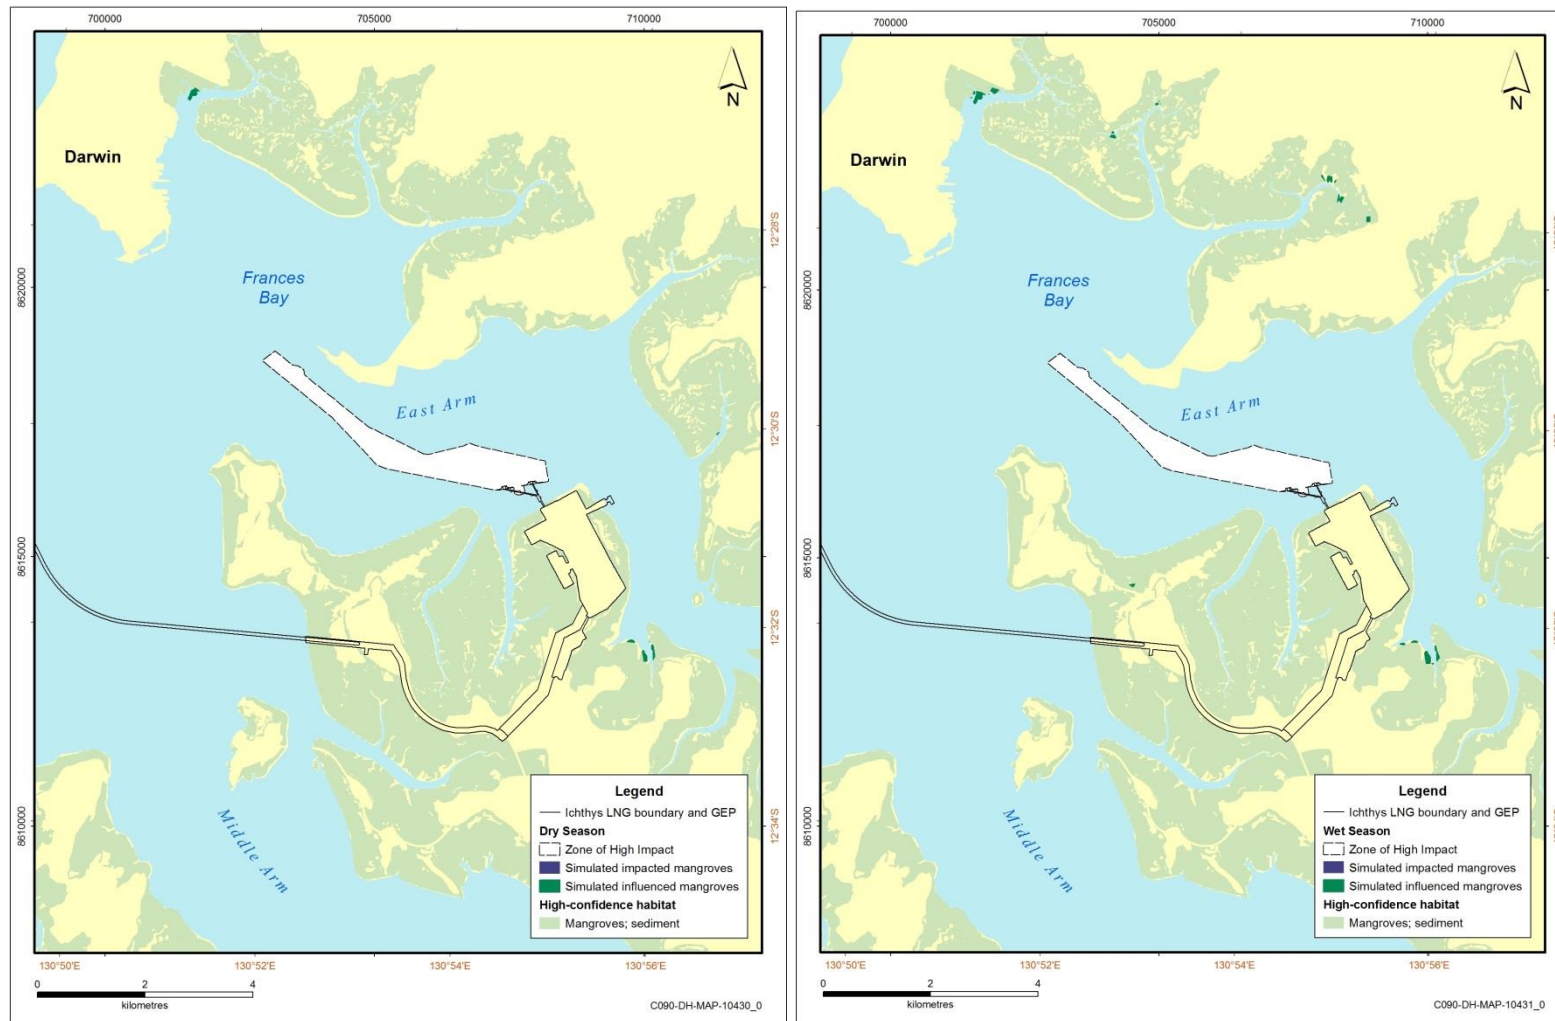 700000
705000
710000
N
Darwin
12°28'S
Frances
Bay
8620000
East Arm
12°30'S
8615000
12°32'S
Middle Arm
8610000
12°34'S
Legend
Ichthys LNG boundary and GEP
Dry Season
Zone of High Impact
Simulated impacted mangroves
Simulated influenced mangroves
High-confidence habitat
Mangroves; sediment
130°50'E
130°52'E
130°54'E
130°56'E
0
2
4
kilometres
C090-DH-MAP-10430_0
700000
705000
710000
N
Darwin
Frances
Bay
8620000
East Arm
8615000
Middle Arm
8610000
Legend
Ichthys LNG boundary and GEP
Wet Season
Zone of High Impact
Simulated impacted mangroves
Simulated influenced mangroves
High-confidence habitat
Mangroves; sediment
130°50'E
130°52'E
130°54'E
130°56'E
0
2
4
kilometres
C090-DH-MAP-10431_0